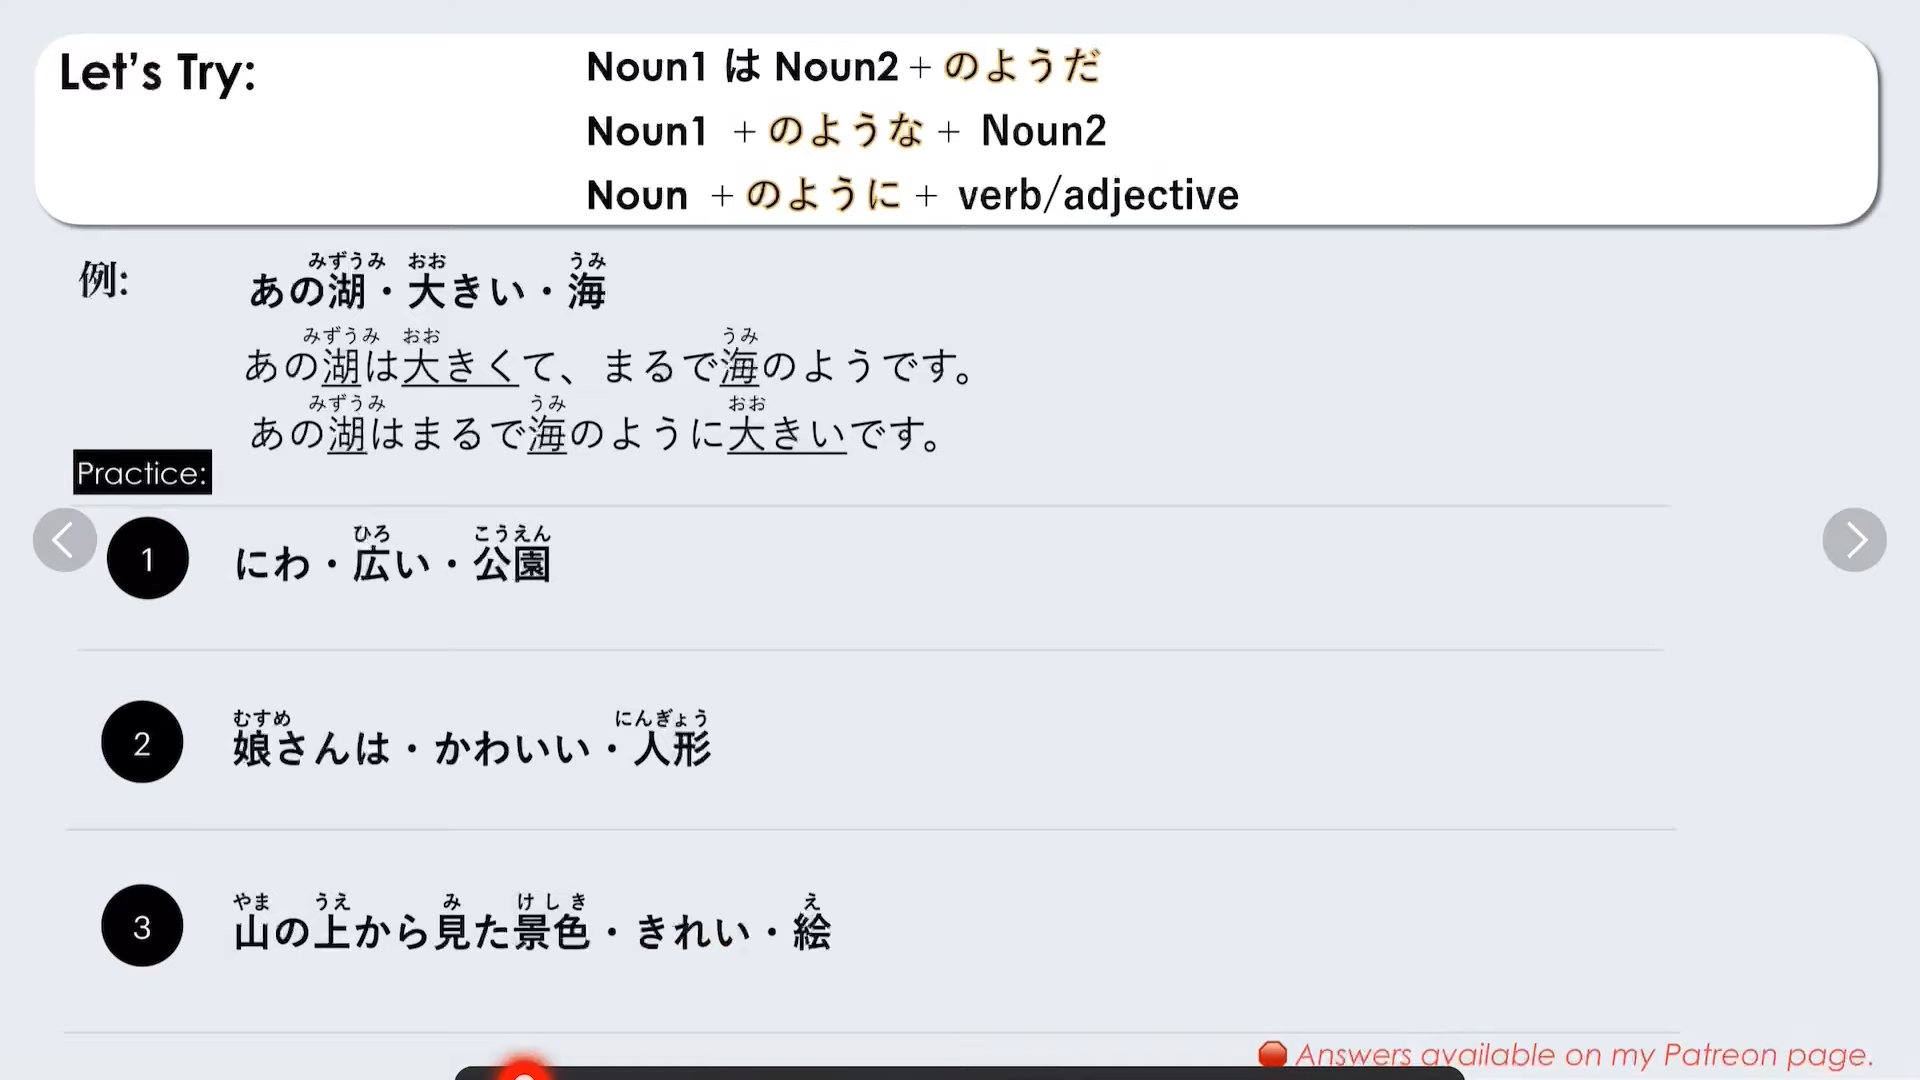 Let's Try:
Noun1 は Noun2 + のようだ
Noun1 + のような + Noun2
Noun + のように + verb/adjective
例:
みずうみ おお うみ
あの湖・大きい・海
みずうみ おお うみ
あの湖は大きくて、まるで海のようです。
みずうみ うみ おお
あの湖はまるで海のように大きいです。
Practice:
ひろ こうえん
1 にわ・広い・公園
むすめ にんぎょう
2 娘さんは・かわいい・人形
やま うえ み けしき え
3 山の上から見た景色・きれい・絵
Answers available on my Patreon page.